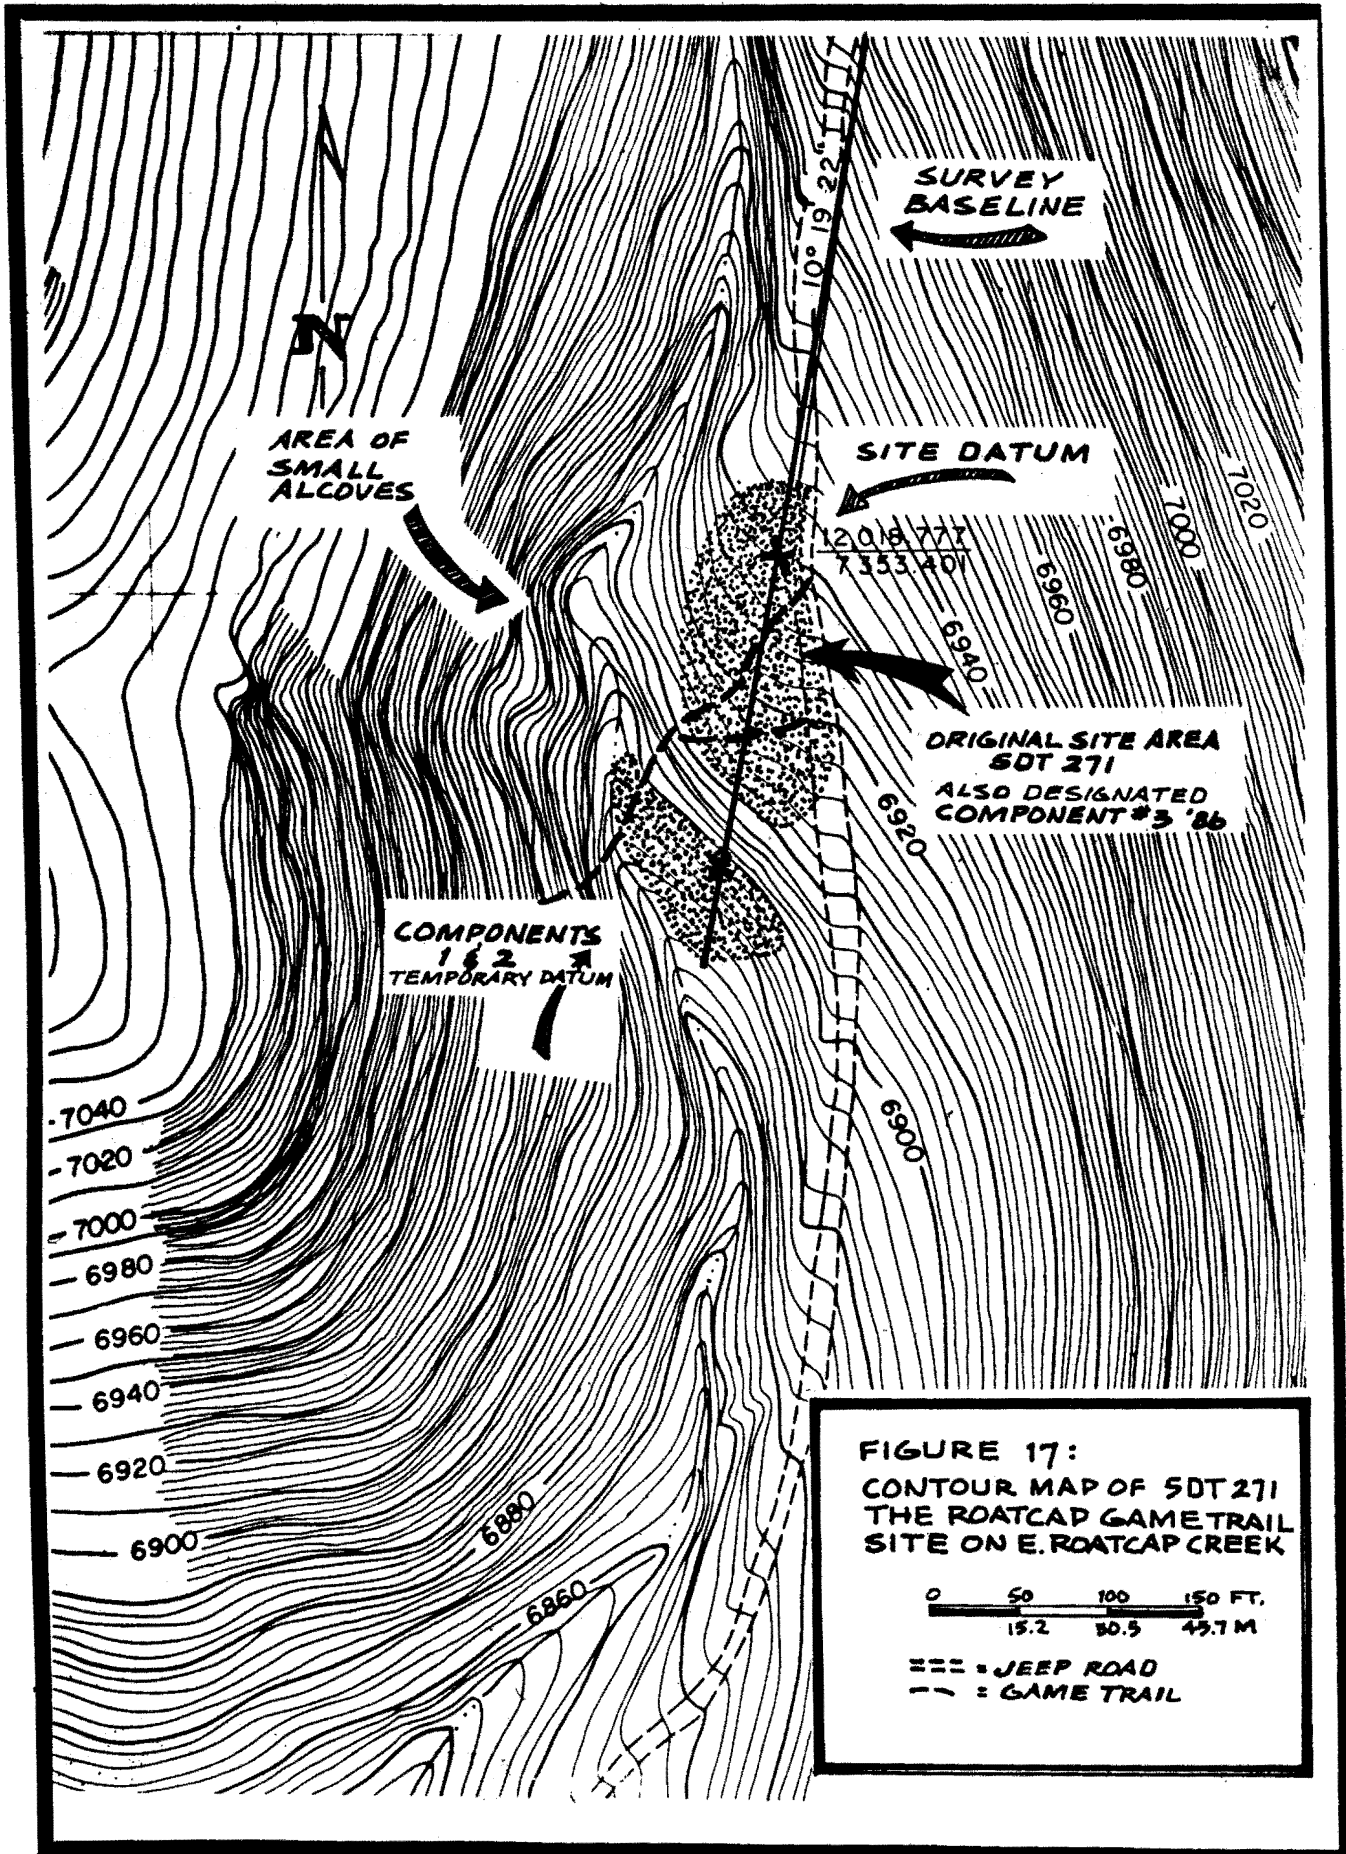 SURVEY
BASELINE
10° 19 22
N
AREA OF
SMALL
ALCOVES
SITE DATUM
12 018.777
7 353.401
7020
7000
6980
6960
6940
ORIGINAL SITE AREA
5DT 271
ALSO DESIGNATED
COMPONENT #3 '86
6920
COMPONENTS
1 & 2
TEMPORARY DATUM
6900
7040
7020
7000
6980
6960
6940
6920
6900
6880
6860
FIGURE 17:
CONTOUR MAP OF 5DT 271
THE ROATCAP GAME TRAIL
SITE ON E. ROATCAP CREEK
0 50 100 150 FT.
15.2 30.5 45.7 M
=== = JEEP ROAD
-- = GAME TRAIL